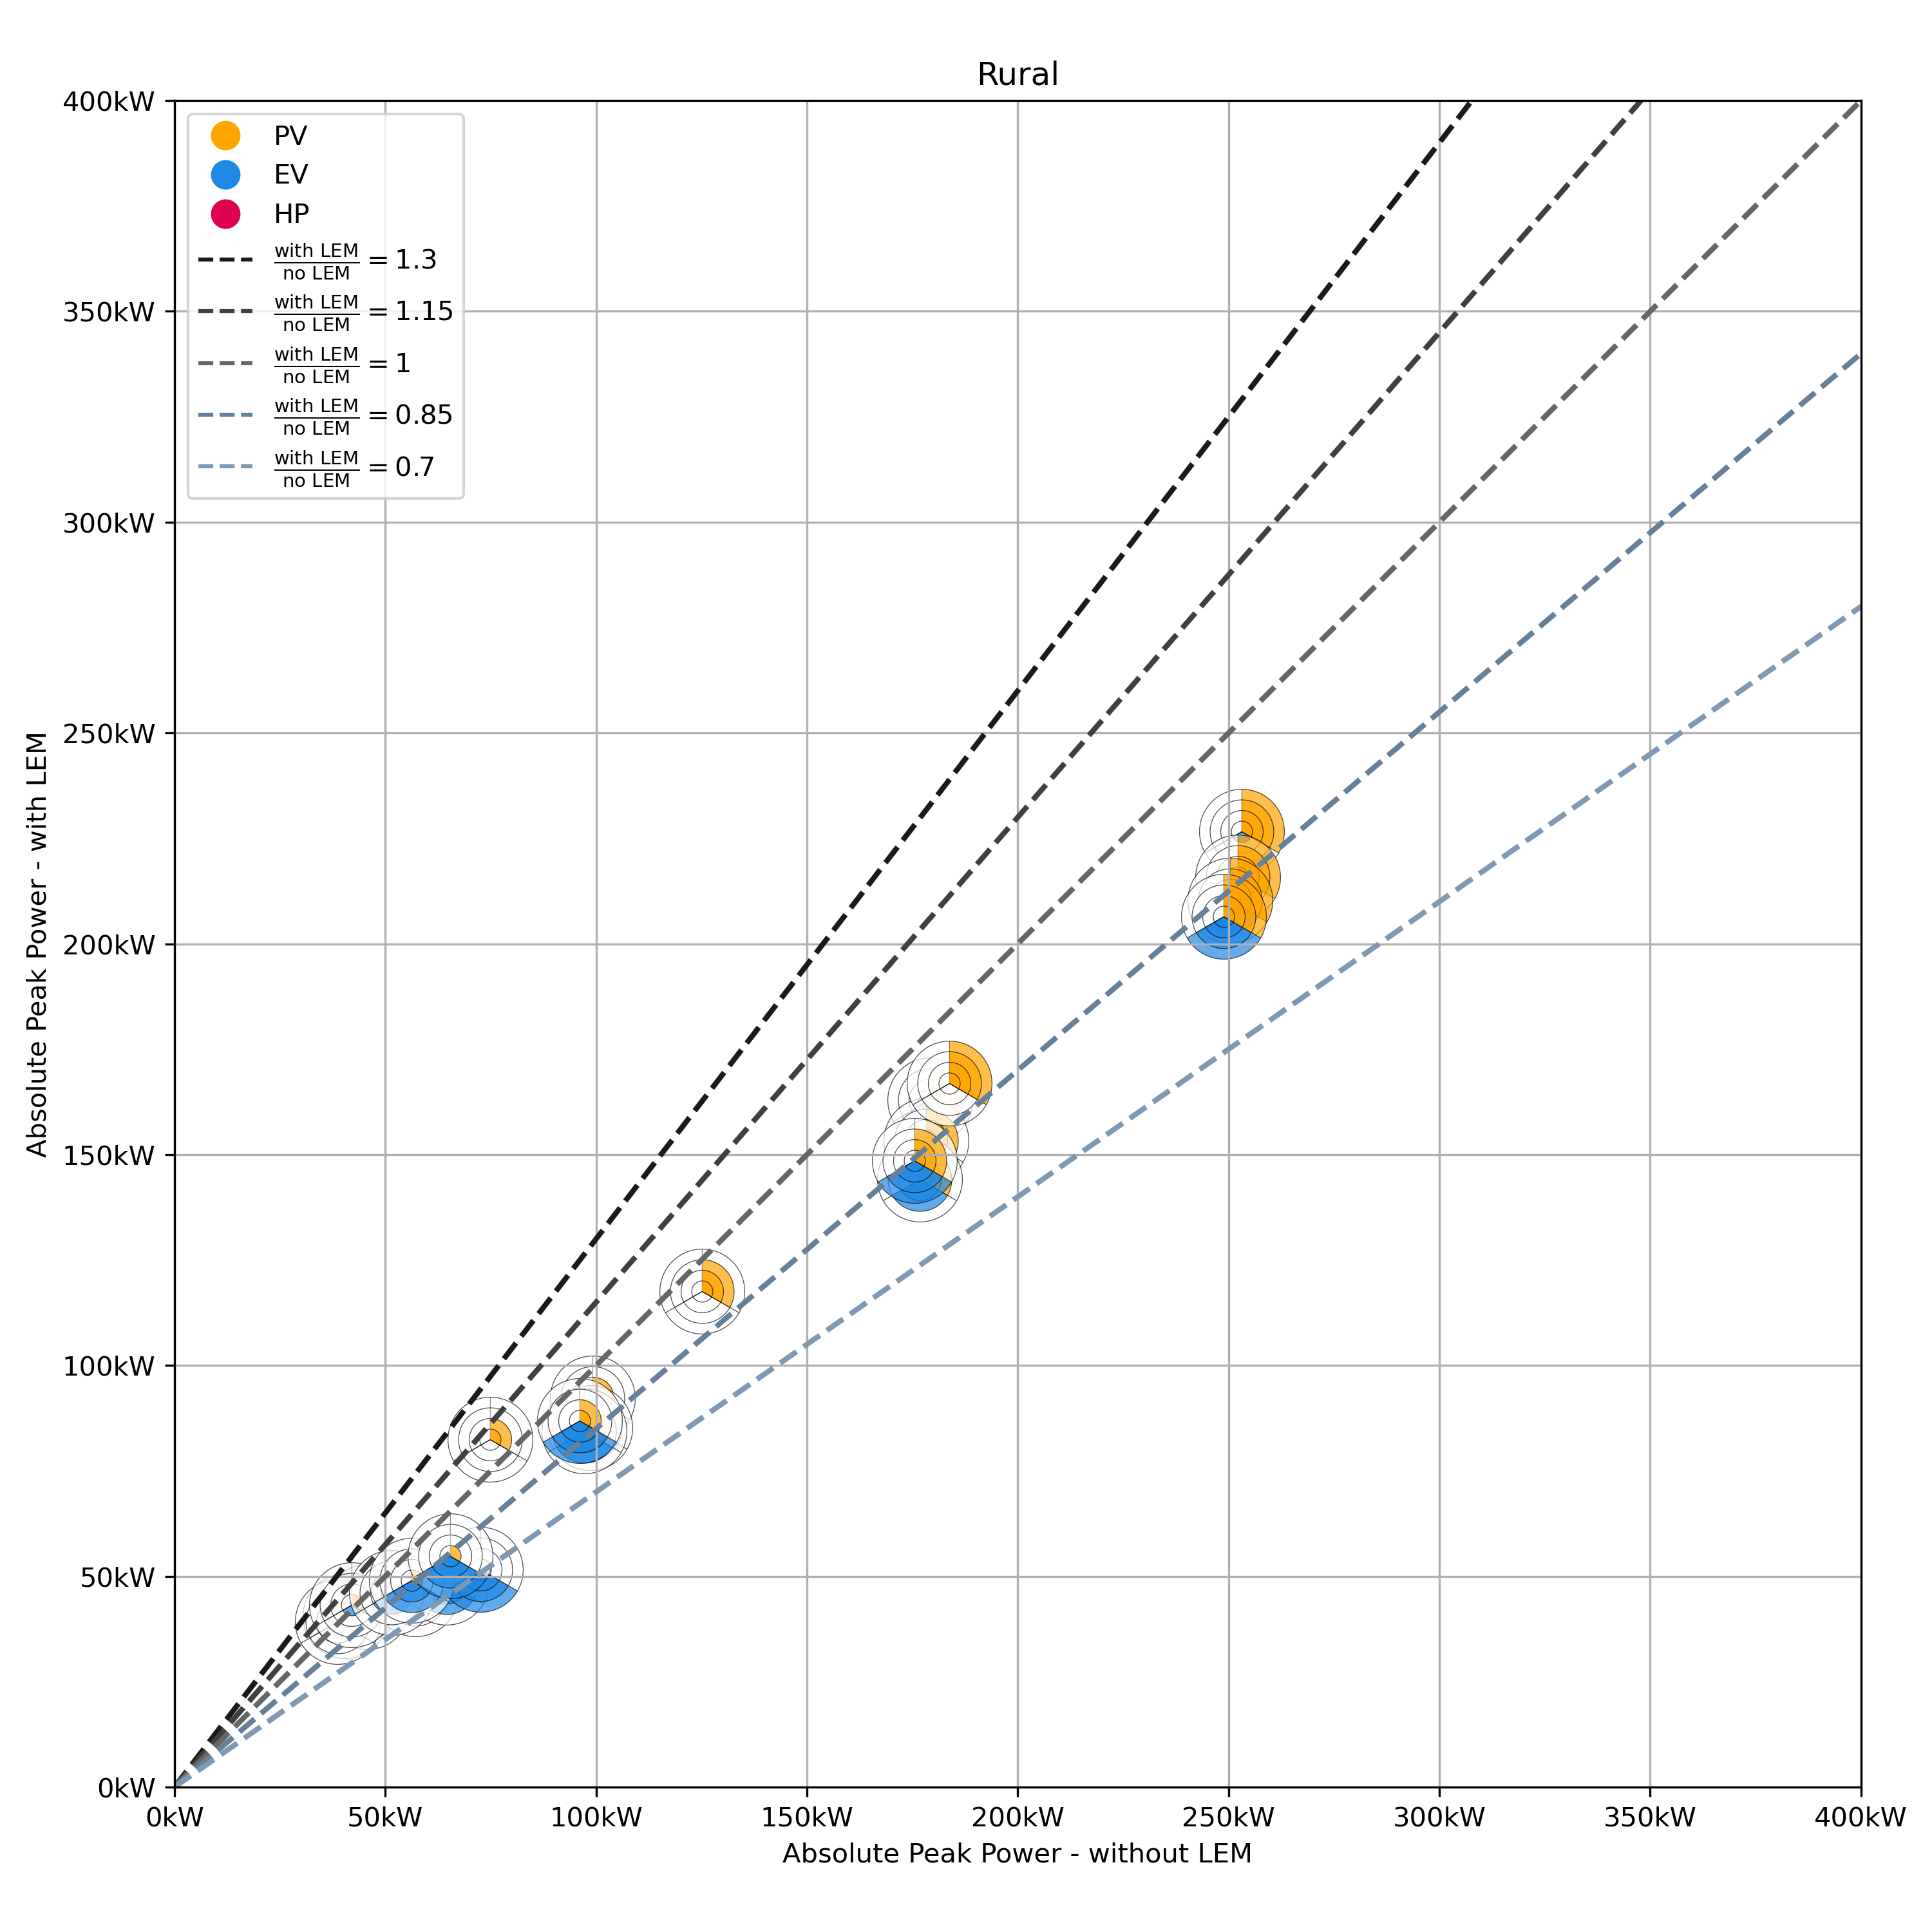 Rural
400kW
350kW
300kW
250kW
200kW
150kW
100kW
50kW
0kW
Absolute Peak Power - with LEM
PV
EV
HP
with LEM / no LEM = 1.3
with LEM / no LEM = 1.15
with LEM / no LEM = 1
with LEM / no LEM = 0.85
with LEM / no LEM = 0.7
0kW 50kW 100kW 150kW 200kW 250kW 300kW 350kW 400kW
Absolute Peak Power - without LEM